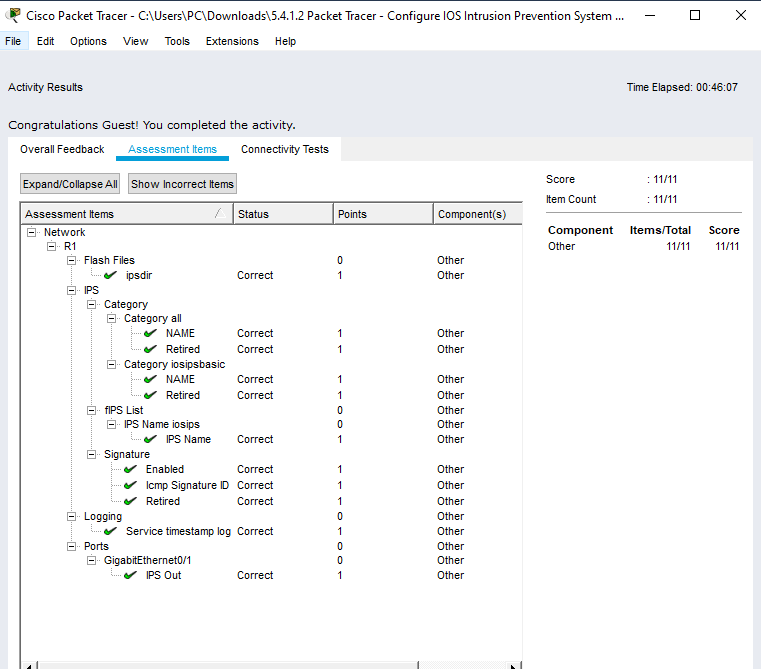 Cisco Packet Tracer - C:\Users\PC\Downloads\5.4.1.2 Packet Tracer - Configure IOS Intrusion Prevention System ...
File Edit Options View Tools Extensions Help
Activity Results Time Elapsed: 00:46:07
Congratulations Guest! You completed the activity.
Overall Feedback Assessment Items Connectivity Tests
Expand/Collapse All Show Incorrect Items
Score : 11/11
Item Count : 11/11
Component Items/Total Score
Other 11/11 11/11
Assessment Items Status Points Component(s)
Network
R1
Flash Files 0 Other
ipsdir Correct 1 Other
IPS
Category
Category all
NAME Correct 1 Other
Retired Correct 1 Other
Category iosipsbasic
NAME Correct 1 Other
Retired Correct 1 Other
fIPS List 0 Other
IPS Name iosips 0 Other
IPS Name Correct 1 Other
Signature
Enabled Correct 1 Other
Icmp Signature ID Correct 1 Other
Retired Correct 1 Other
Logging 0 Other
Service timestamp log Correct 1 Other
Ports 0 Other
GigabitEthernet0/1 0 Other
IPS Out Correct 1 Other